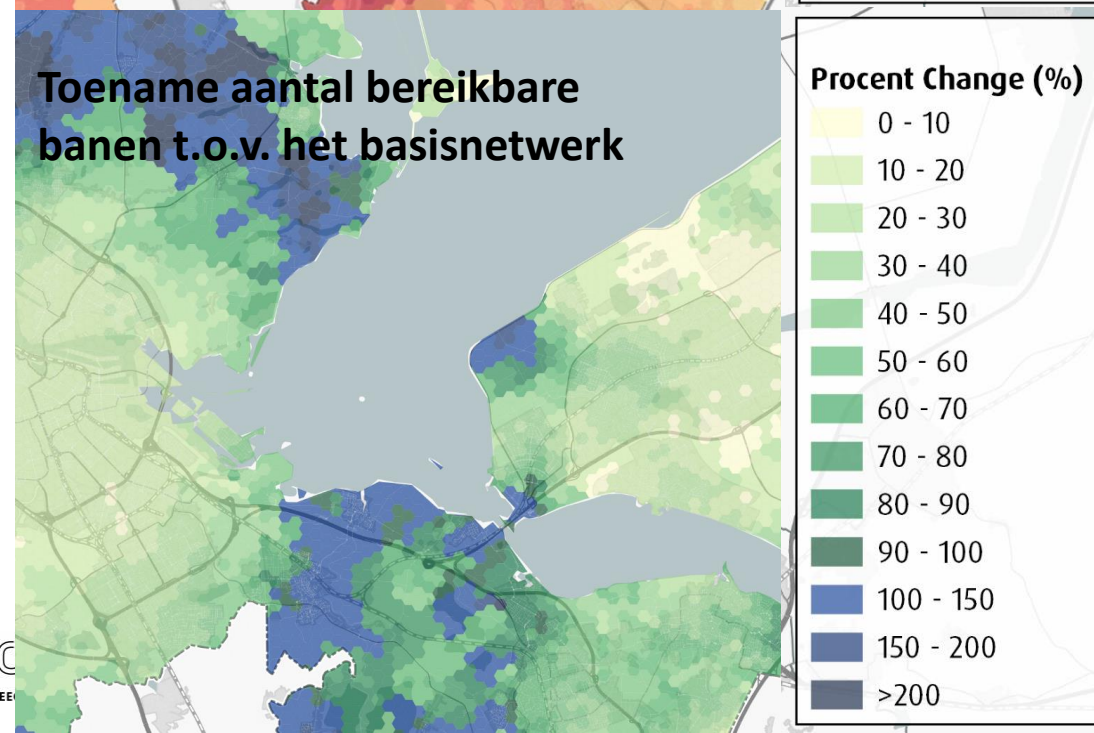 Toename aantal bereikbare
banen t.o.v. het basisnetwerk
Procent Change (%)
0 - 10
10 - 20
20 - 30
30 - 40
40 - 50
50 - 60
60 - 70
70 - 80
80 - 90
90 - 100
100 - 150
150 - 200
>200